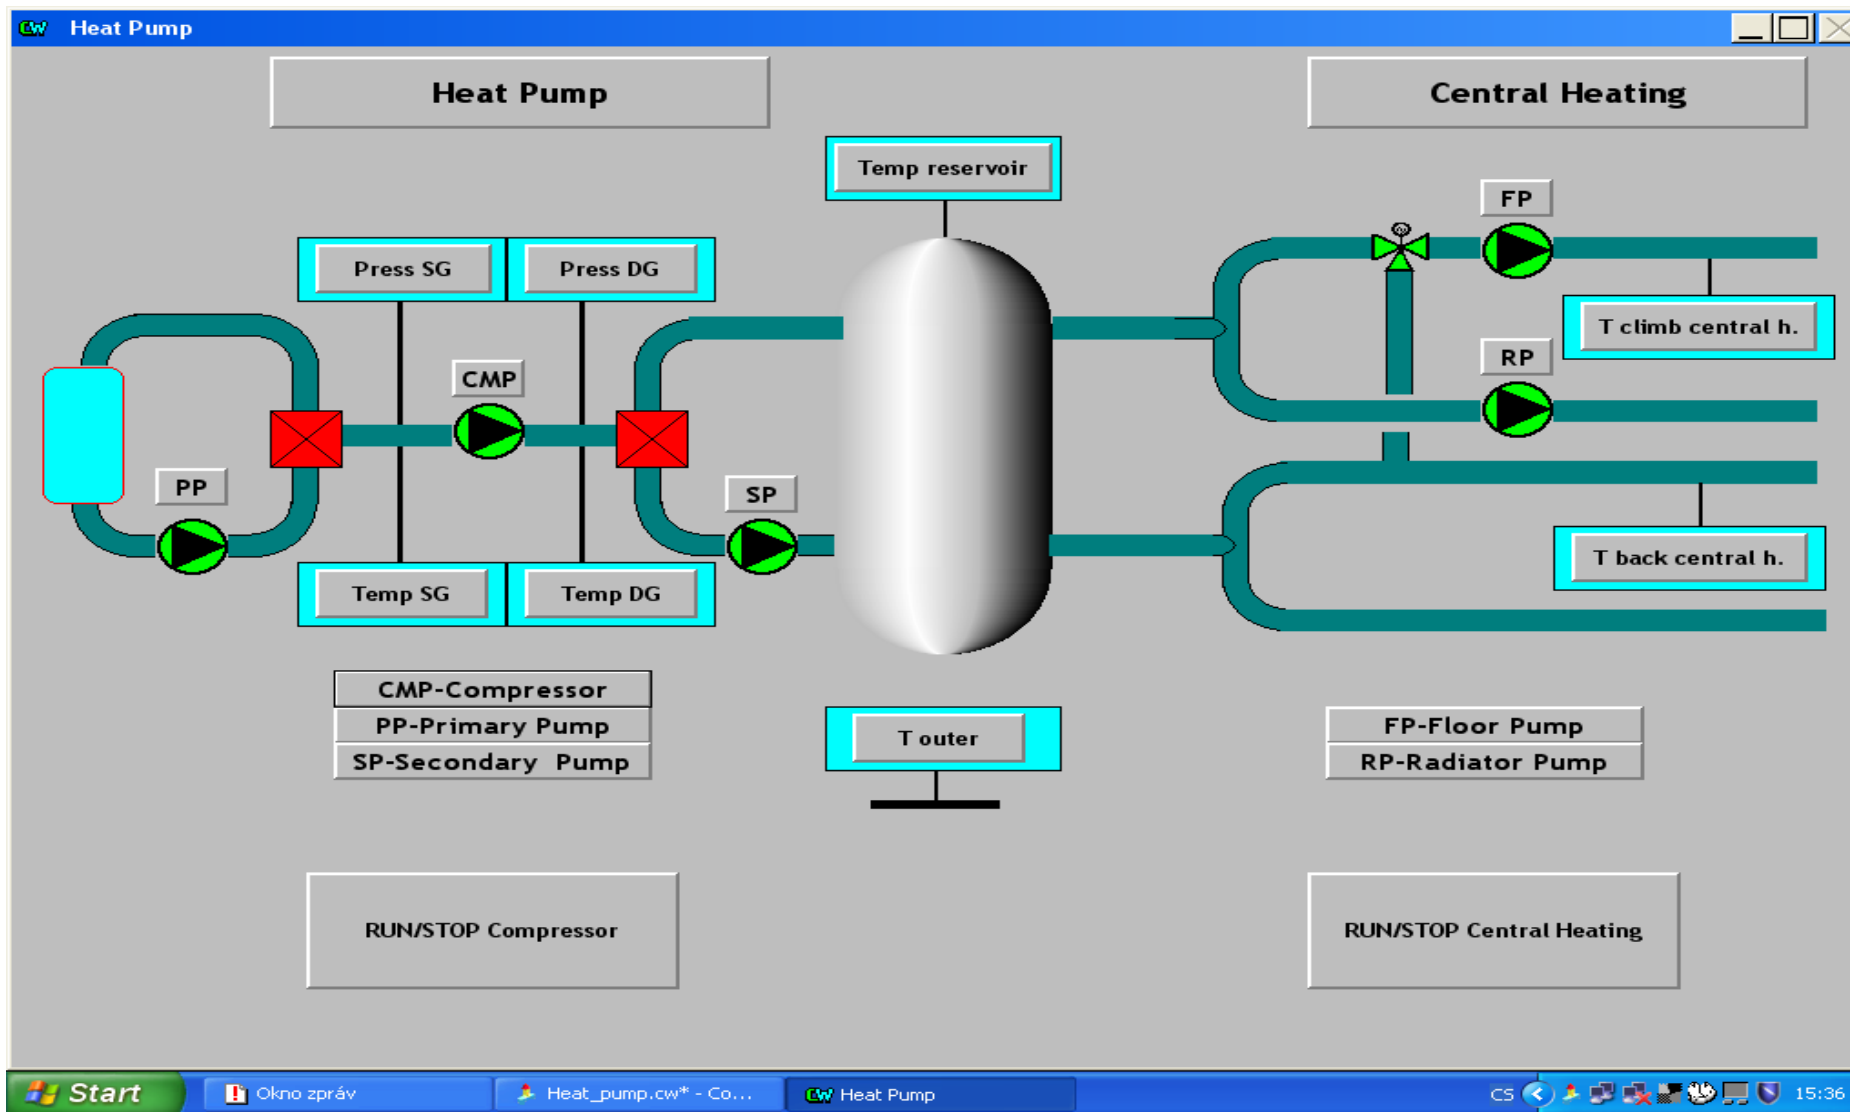 CW Heat Pump
Heat Pump
Central Heating
Temp reservoir
FP
Press SG
Press DG
T climb central h.
RP
CMP
PP
SP
T back central h.
Temp SG
Temp DG
CMP-Compressor
PP-Primary Pump
SP-Secondary Pump
T outer
FP-Floor Pump
RP-Radiator Pump
RUN/STOP Compressor
RUN/STOP Central Heating
Start
Okno zpráv
Heat_pump.cw* - Co...
CW Heat Pump
CS
15:36